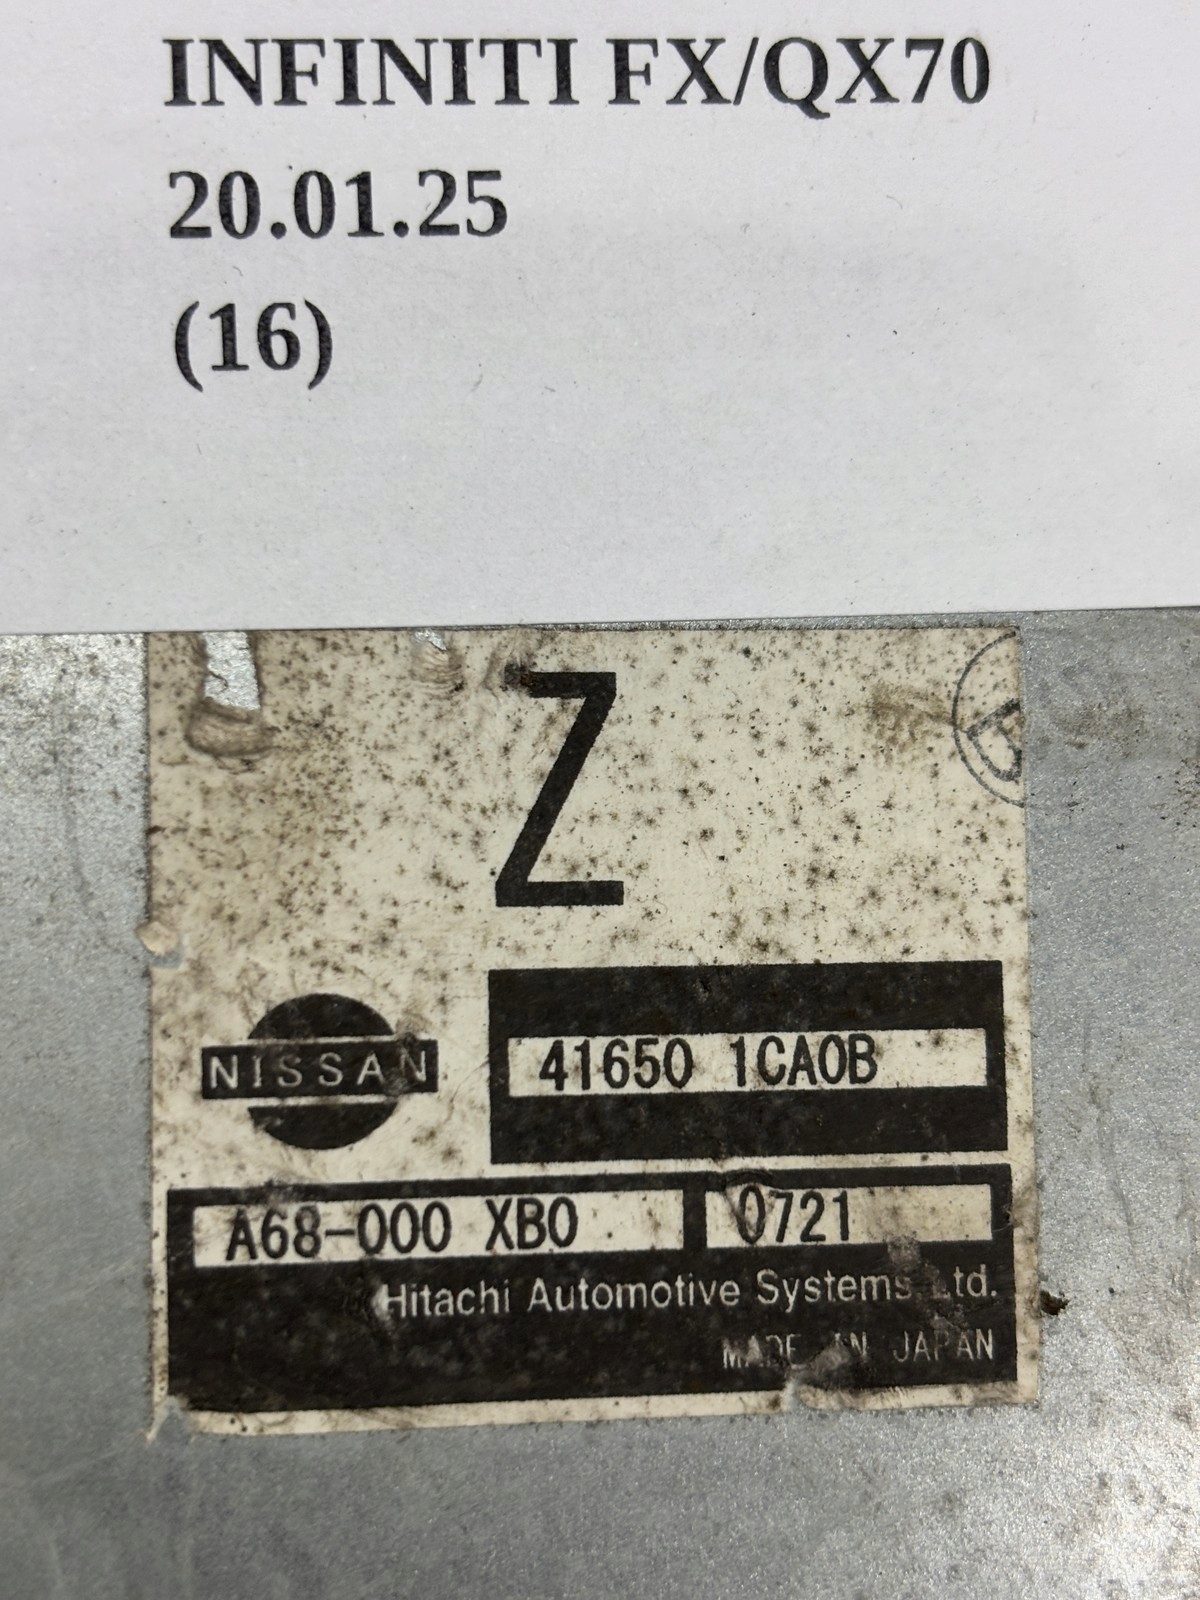 INFINITI FX/QX70
20.01.25
(16)
Z
NISSAN
41650 1CA0B
A68-000 XB0
0721
Hitachi Automotive Systems Ltd.
MADE IN JAPAN